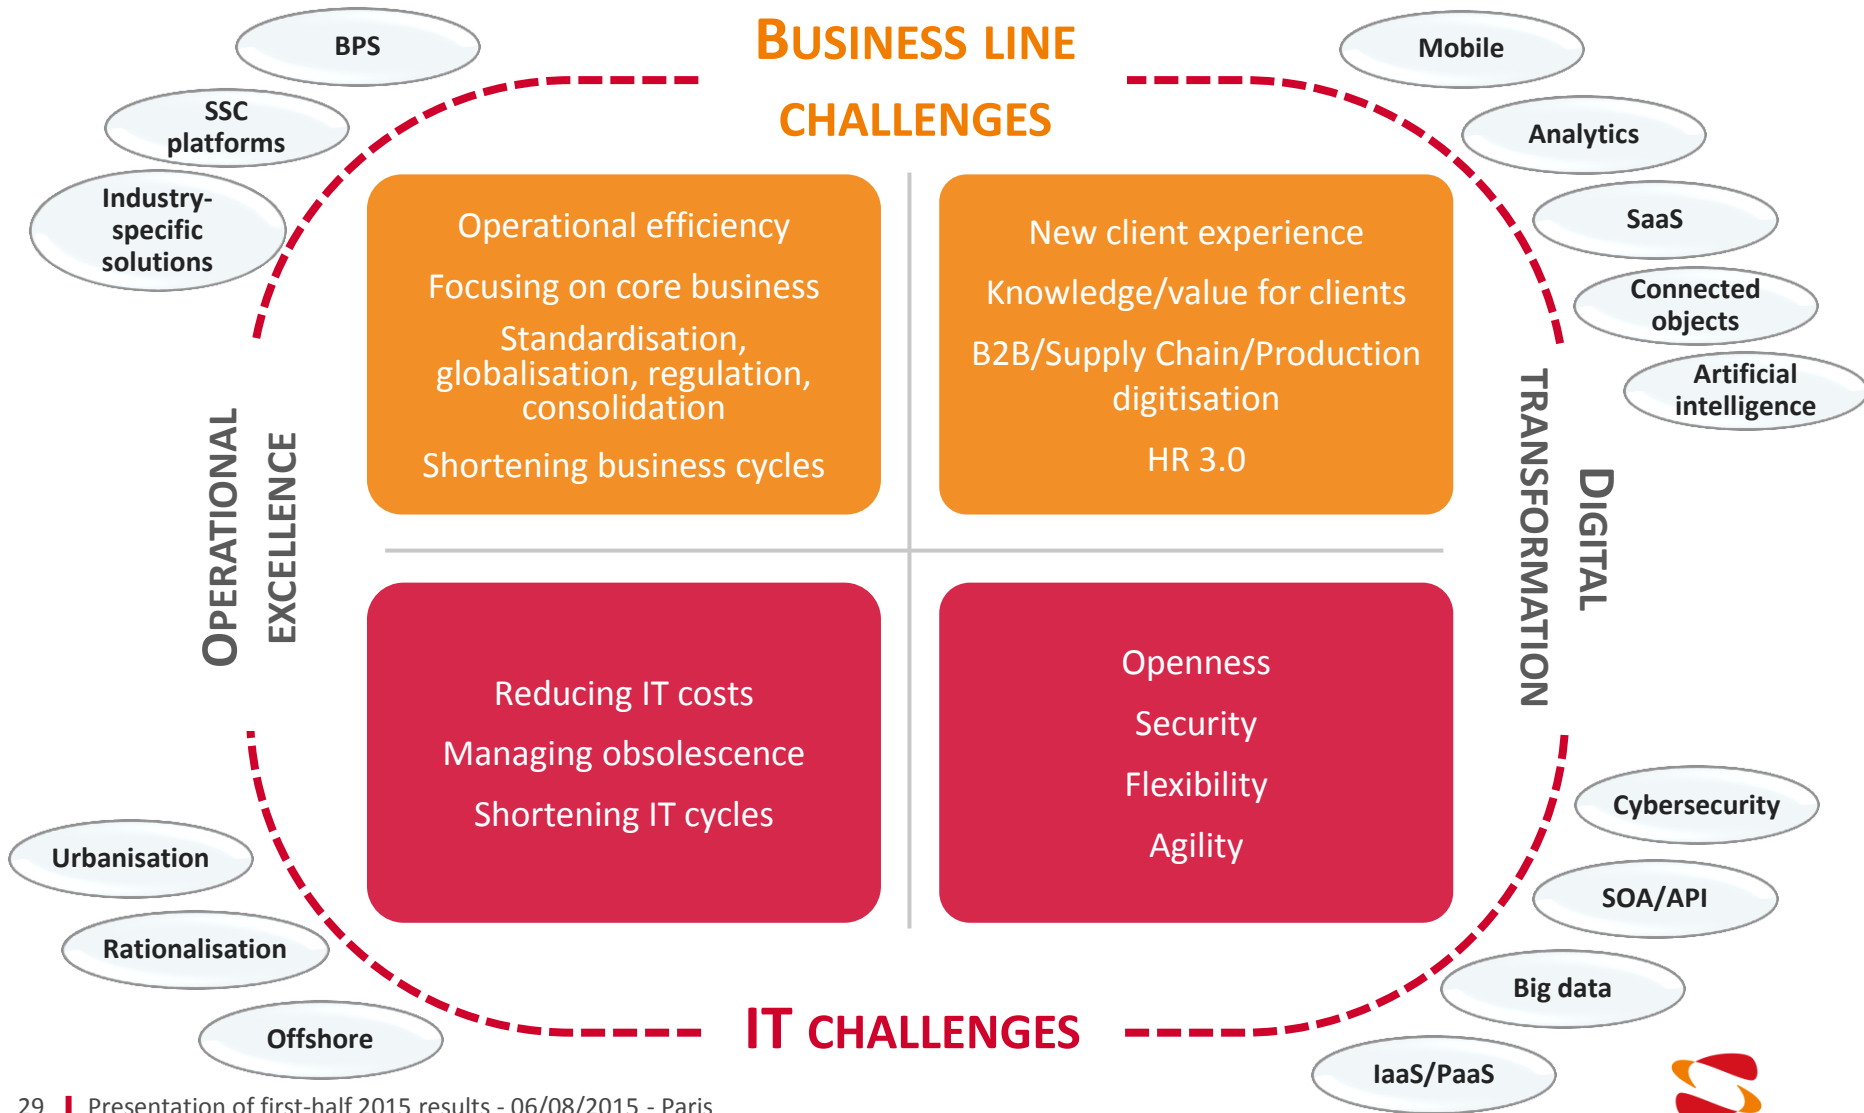 BUSINESS LINE
CHALLENGES
BPS
SSC
platforms
Industry-
specific
solutions
Mobile
Analytics
SaaS
Connected
objects
Artificial
intelligence
OPERATIONAL
EXCELLENCE
Operational efficiency
Focusing on core business
Standardisation,
globalisation, regulation,
consolidation
Shortening business cycles
New client experience
Knowledge/value for clients
B2B/Supply Chain/Production
digitisation
HR 3.0
DIGITAL
TRANSFORMATION
Reducing IT costs
Managing obsolescence
Shortening IT cycles
Openness
Security
Flexibility
Agility
Urbanisation
Rationalisation
Offshore
Cybersecurity
SOA/API
Big data
IaaS/PaaS
IT CHALLENGES
29 Presentation of first-half 2015 results - 06/08/2015 - Paris